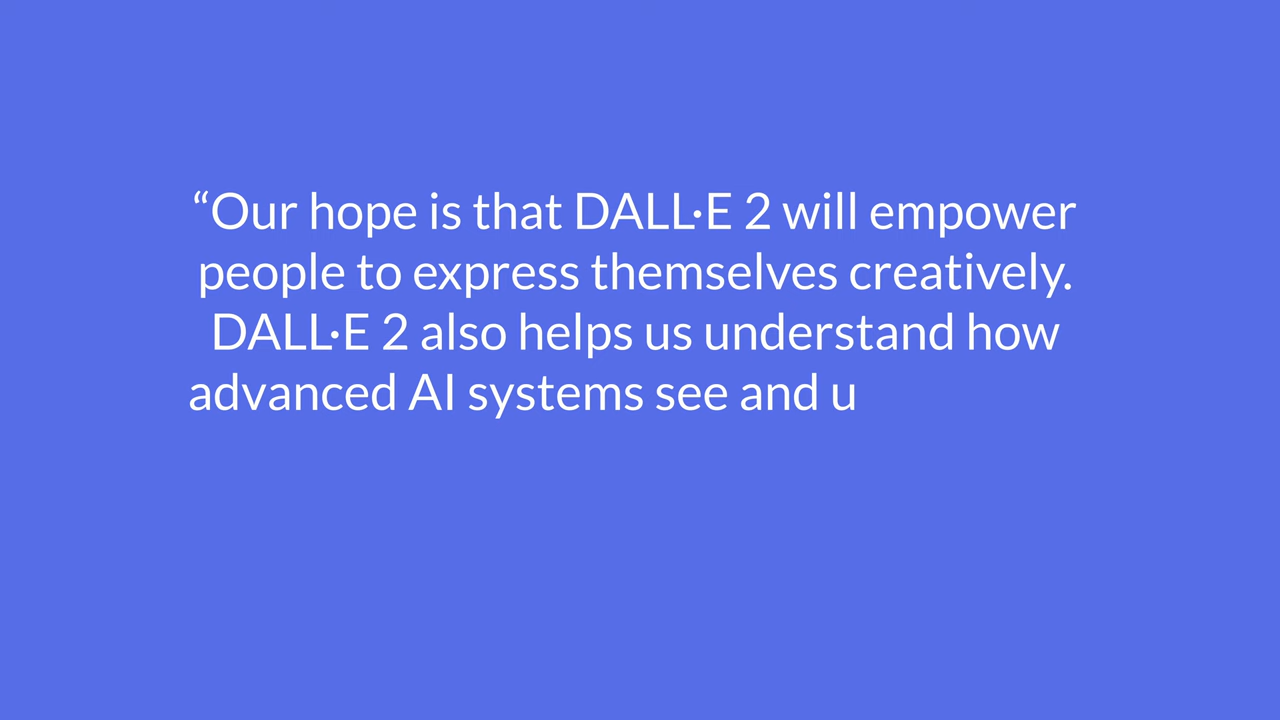 “Our hope is that DALL·E 2 will empower
people to express themselves creatively.
DALL·E 2 also helps us understand how
advanced AI systems see and u